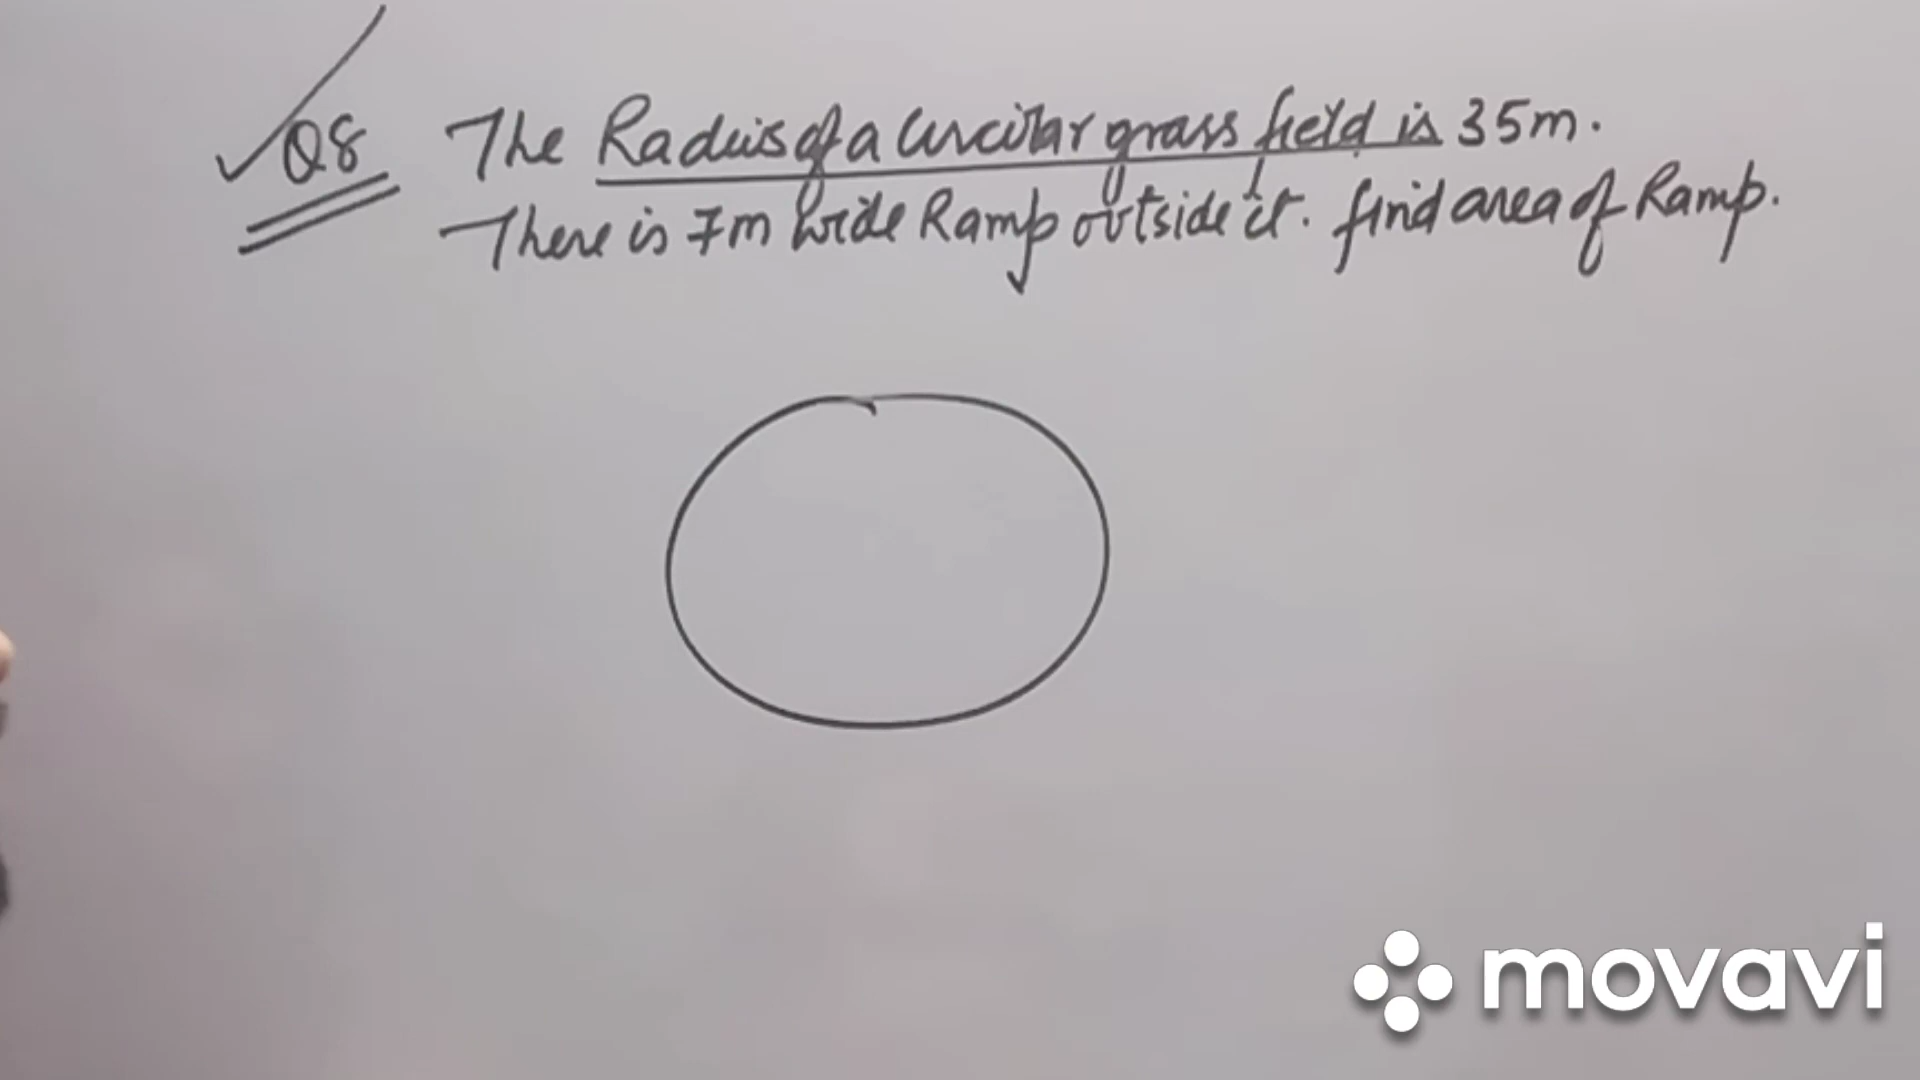 Q8 The Radius of a Circular grass field is 35m.
There is 7m wide Ramp outside it. find area of Ramp.
movavi